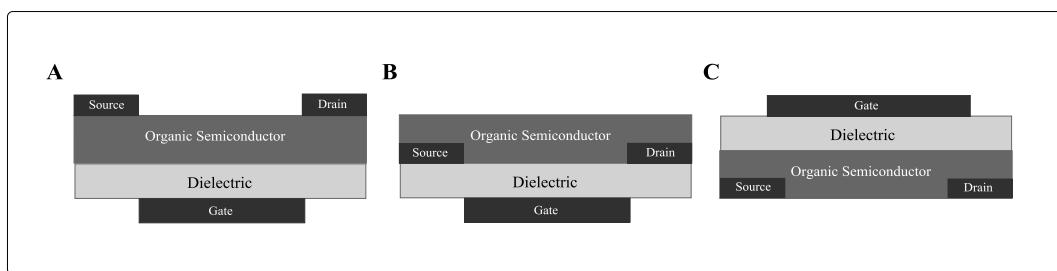 A
Source
Drain
Organic Semiconductor
Dielectric
Gate
B
Organic Semiconductor
Source
Drain
Dielectric
Gate
C
Gate
Dielectric
Organic Semiconductor
Source
Drain